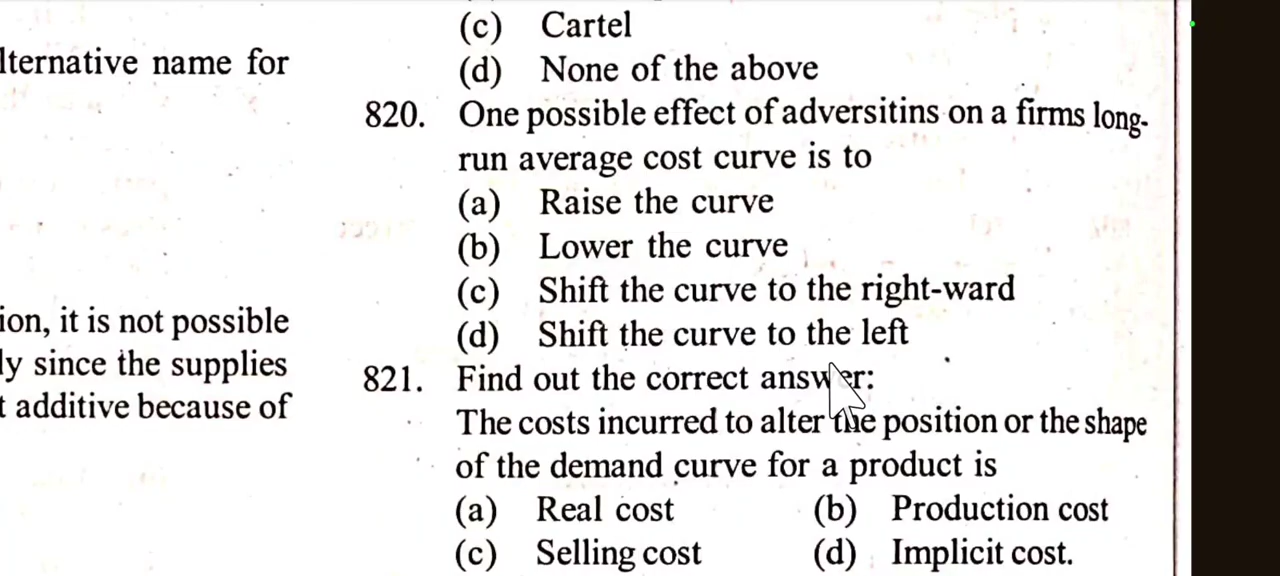 lternative name for
ion, it is not possible
ly since the supplies
t additive because of
(c) Cartel
(d) None of the above
820. One possible effect of adversitins on a firms long-
run average cost curve is to
(a) Raise the curve
(b) Lower the curve
(c) Shift the curve to the right-ward
(d) Shift the curve to the left
821. Find out the correct answer:
The costs incurred to alter the position or the shape
of the demand curve for a product is
(a) Real cost (b) Production cost
(c) Selling cost (d) Implicit cost.